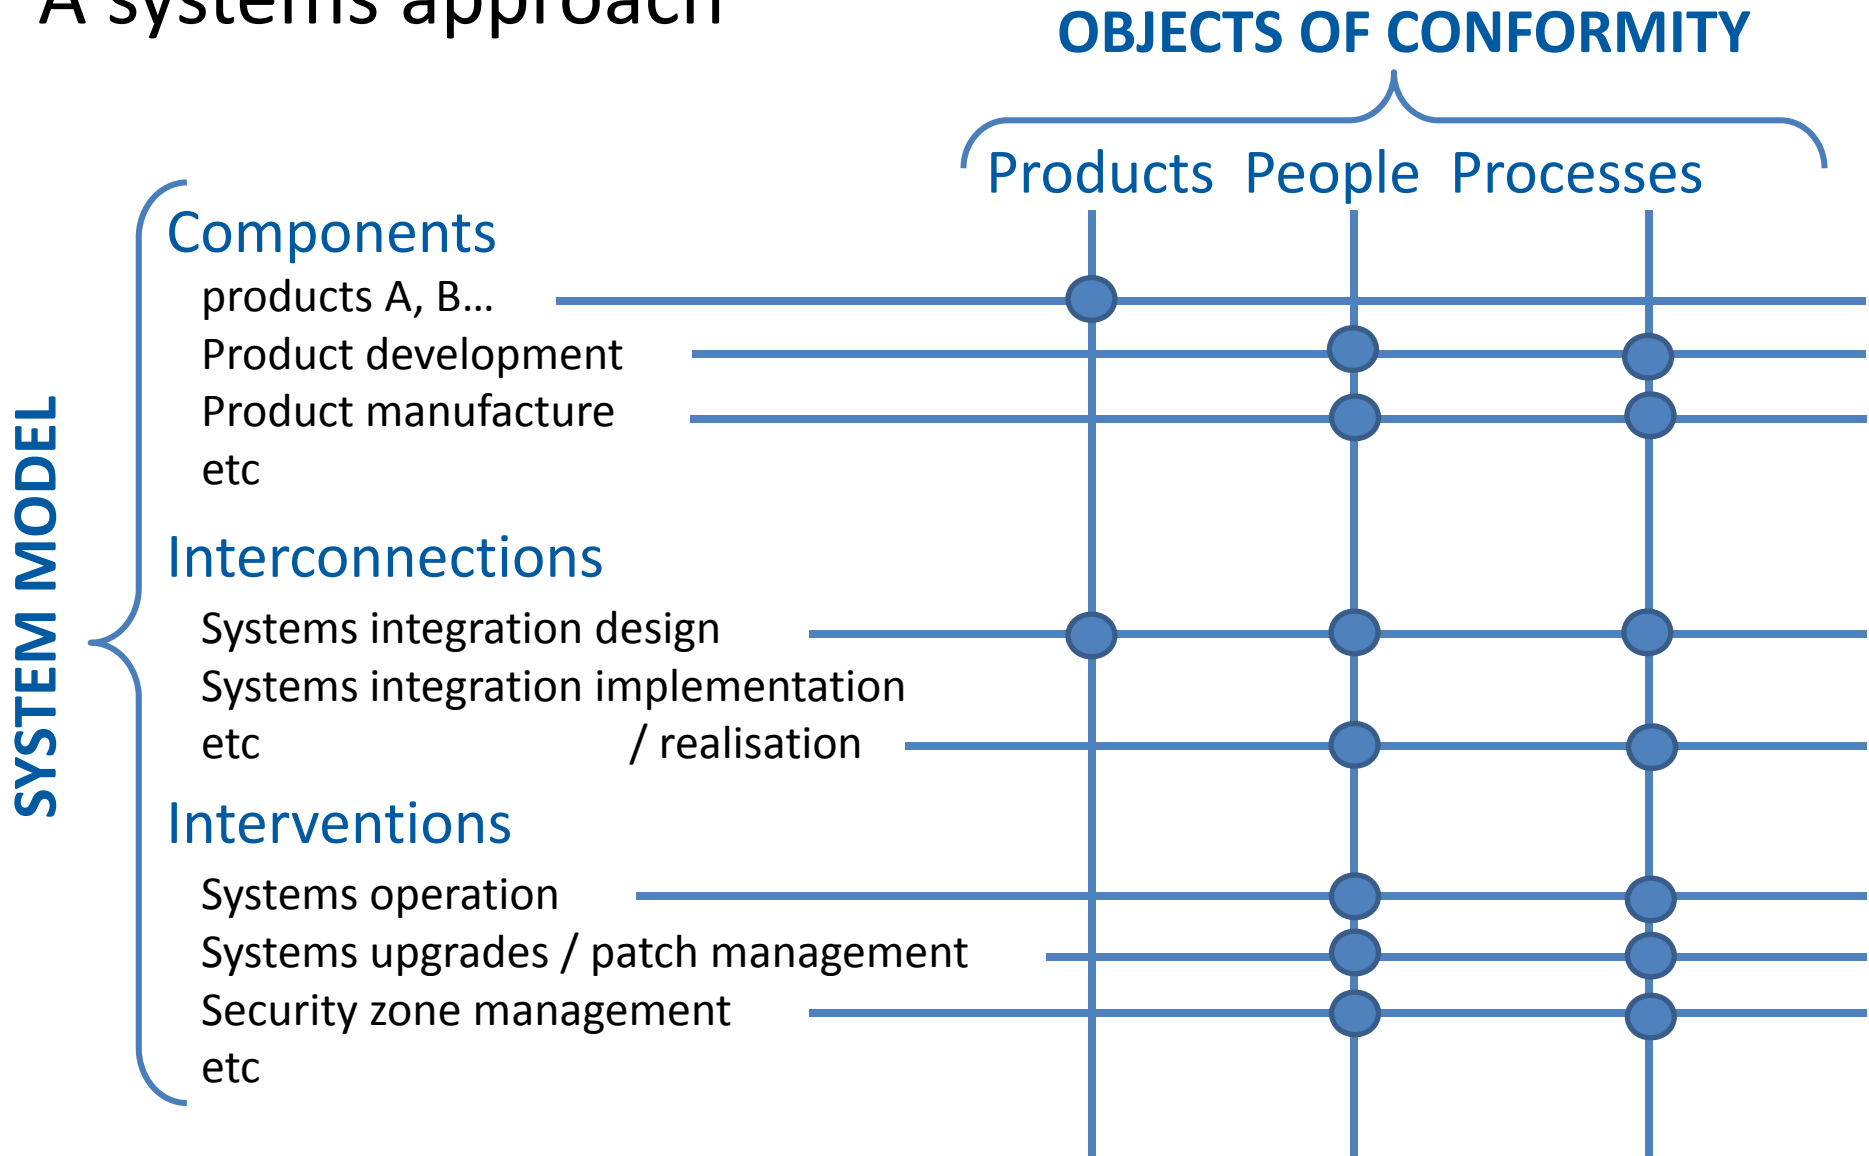 A systems approach
OBJECTS OF CONFORMITY
Products People Processes
SYSTEM MODEL
Components
products A, B...
Product development
Product manufacture
etc
Interconnections
Systems integration design
Systems integration implementation
etc / realisation
Interventions
Systems operation
Systems upgrades / patch management
Security zone management
etc